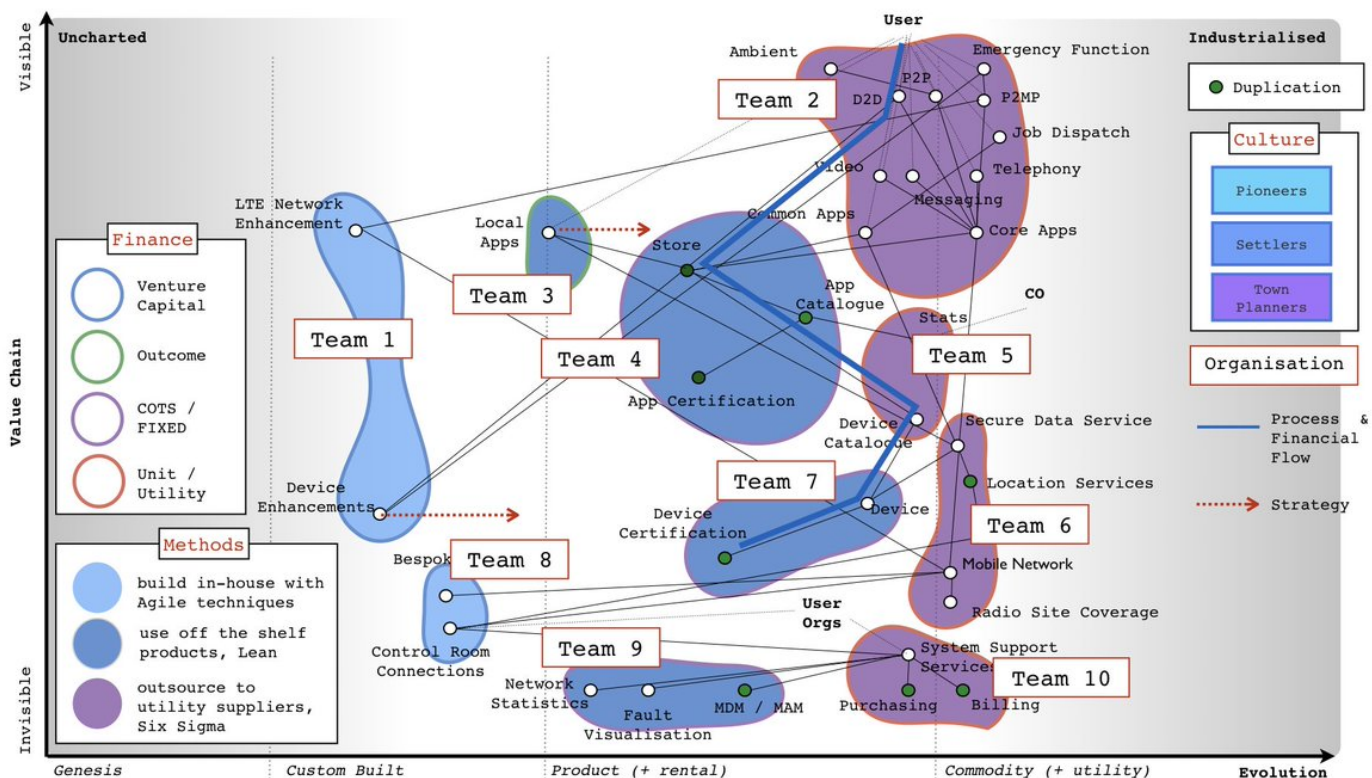 User
Uncharted
Industrialised
Visible
Value Chain
Invisible
Ambient
Emergency Function
P2P
D2D
P2MP
Team 2
Job Dispatch
Video
Telephony
Messaging
Common Apps
Core Apps
Duplication
Culture
Pioneers
Settlers
Town
Planners
Organisation
Process &
Financial
Flow
Strategy
LTE Network
Enhancement
Local
Apps
Store
App
Catalogue
CO
Stats
Team 3
Team 1
Team 4
Team 5
App Certification
Device
Catalogue
Secure Data Service
Finance
Venture
Capital
Outcome
COTS /
FIXED
Unit /
Utility
Device
Enhancements
Team 7
Location Services
Device
Device
Certification
Team 6
Methods
build in-house with
Agile techniques
use off the shelf
products, Lean
outsource to
utility suppliers,
Six Sigma
Team 8
Mobile Network
User
Orgs
Radio Site Coverage
Control Room
Connections
Team 9
System Support
Services
Team 10
Network
Statistics
Fault
Visualisation
MDM / MAM
Purchasing
Billing
Genesis
Custom Built
Product (+ rental)
Commodity (+ utility)
Evolution